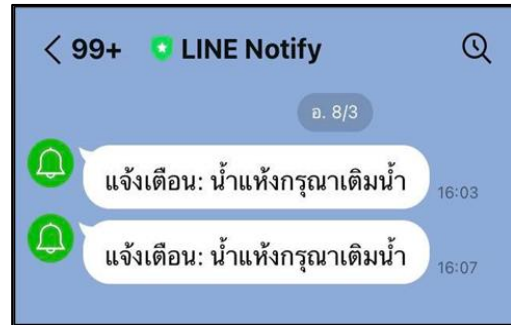 99+ LINE Notify
อ. 8/3
แจ้งเตือน: น้ำแห้งกรุณาเติมน้ำ
16:03
แจ้งเตือน: น้ำแห้งกรุณาเติมน้ำ
16:07